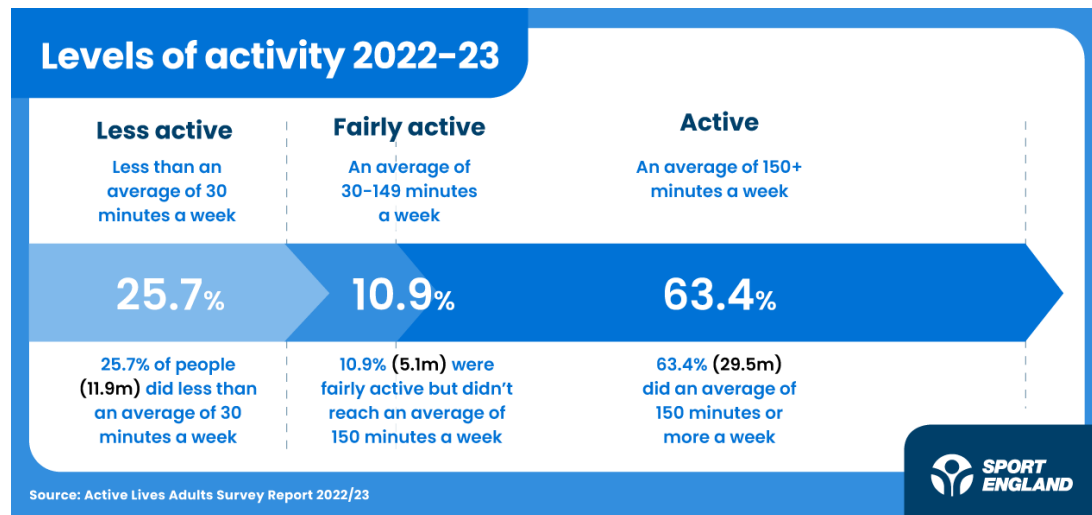 Levels of activity 2022-23
Less active
Less than an
average of 30
minutes a week
25.7%
25.7% of people
(11.9m) did less than
an average of 30
minutes a week
Fairly active
An average of
30-149 minutes
a week
10.9%
10.9% (5.1m) were
fairly active but didn't
reach an average of
150 minutes a week
Active
An average of 150+
minutes a week
63.4%
63.4% (29.5m)
did an average of
150 minutes or
more a week
Source: Active Lives Adults Survey Report 2022/23
SPORT
ENGLAND